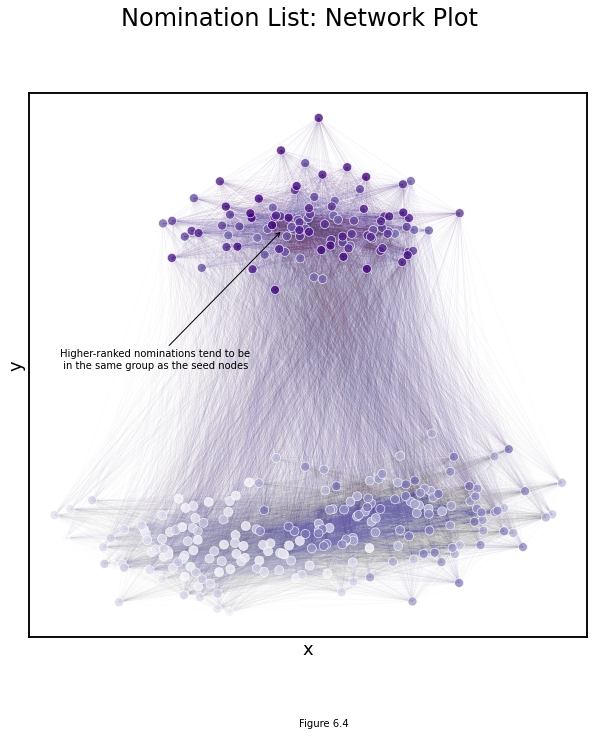 Nomination List: Network Plot
Higher-ranked nominations tend to be
in the same group as the seed nodes
y
x
Figure 6.4